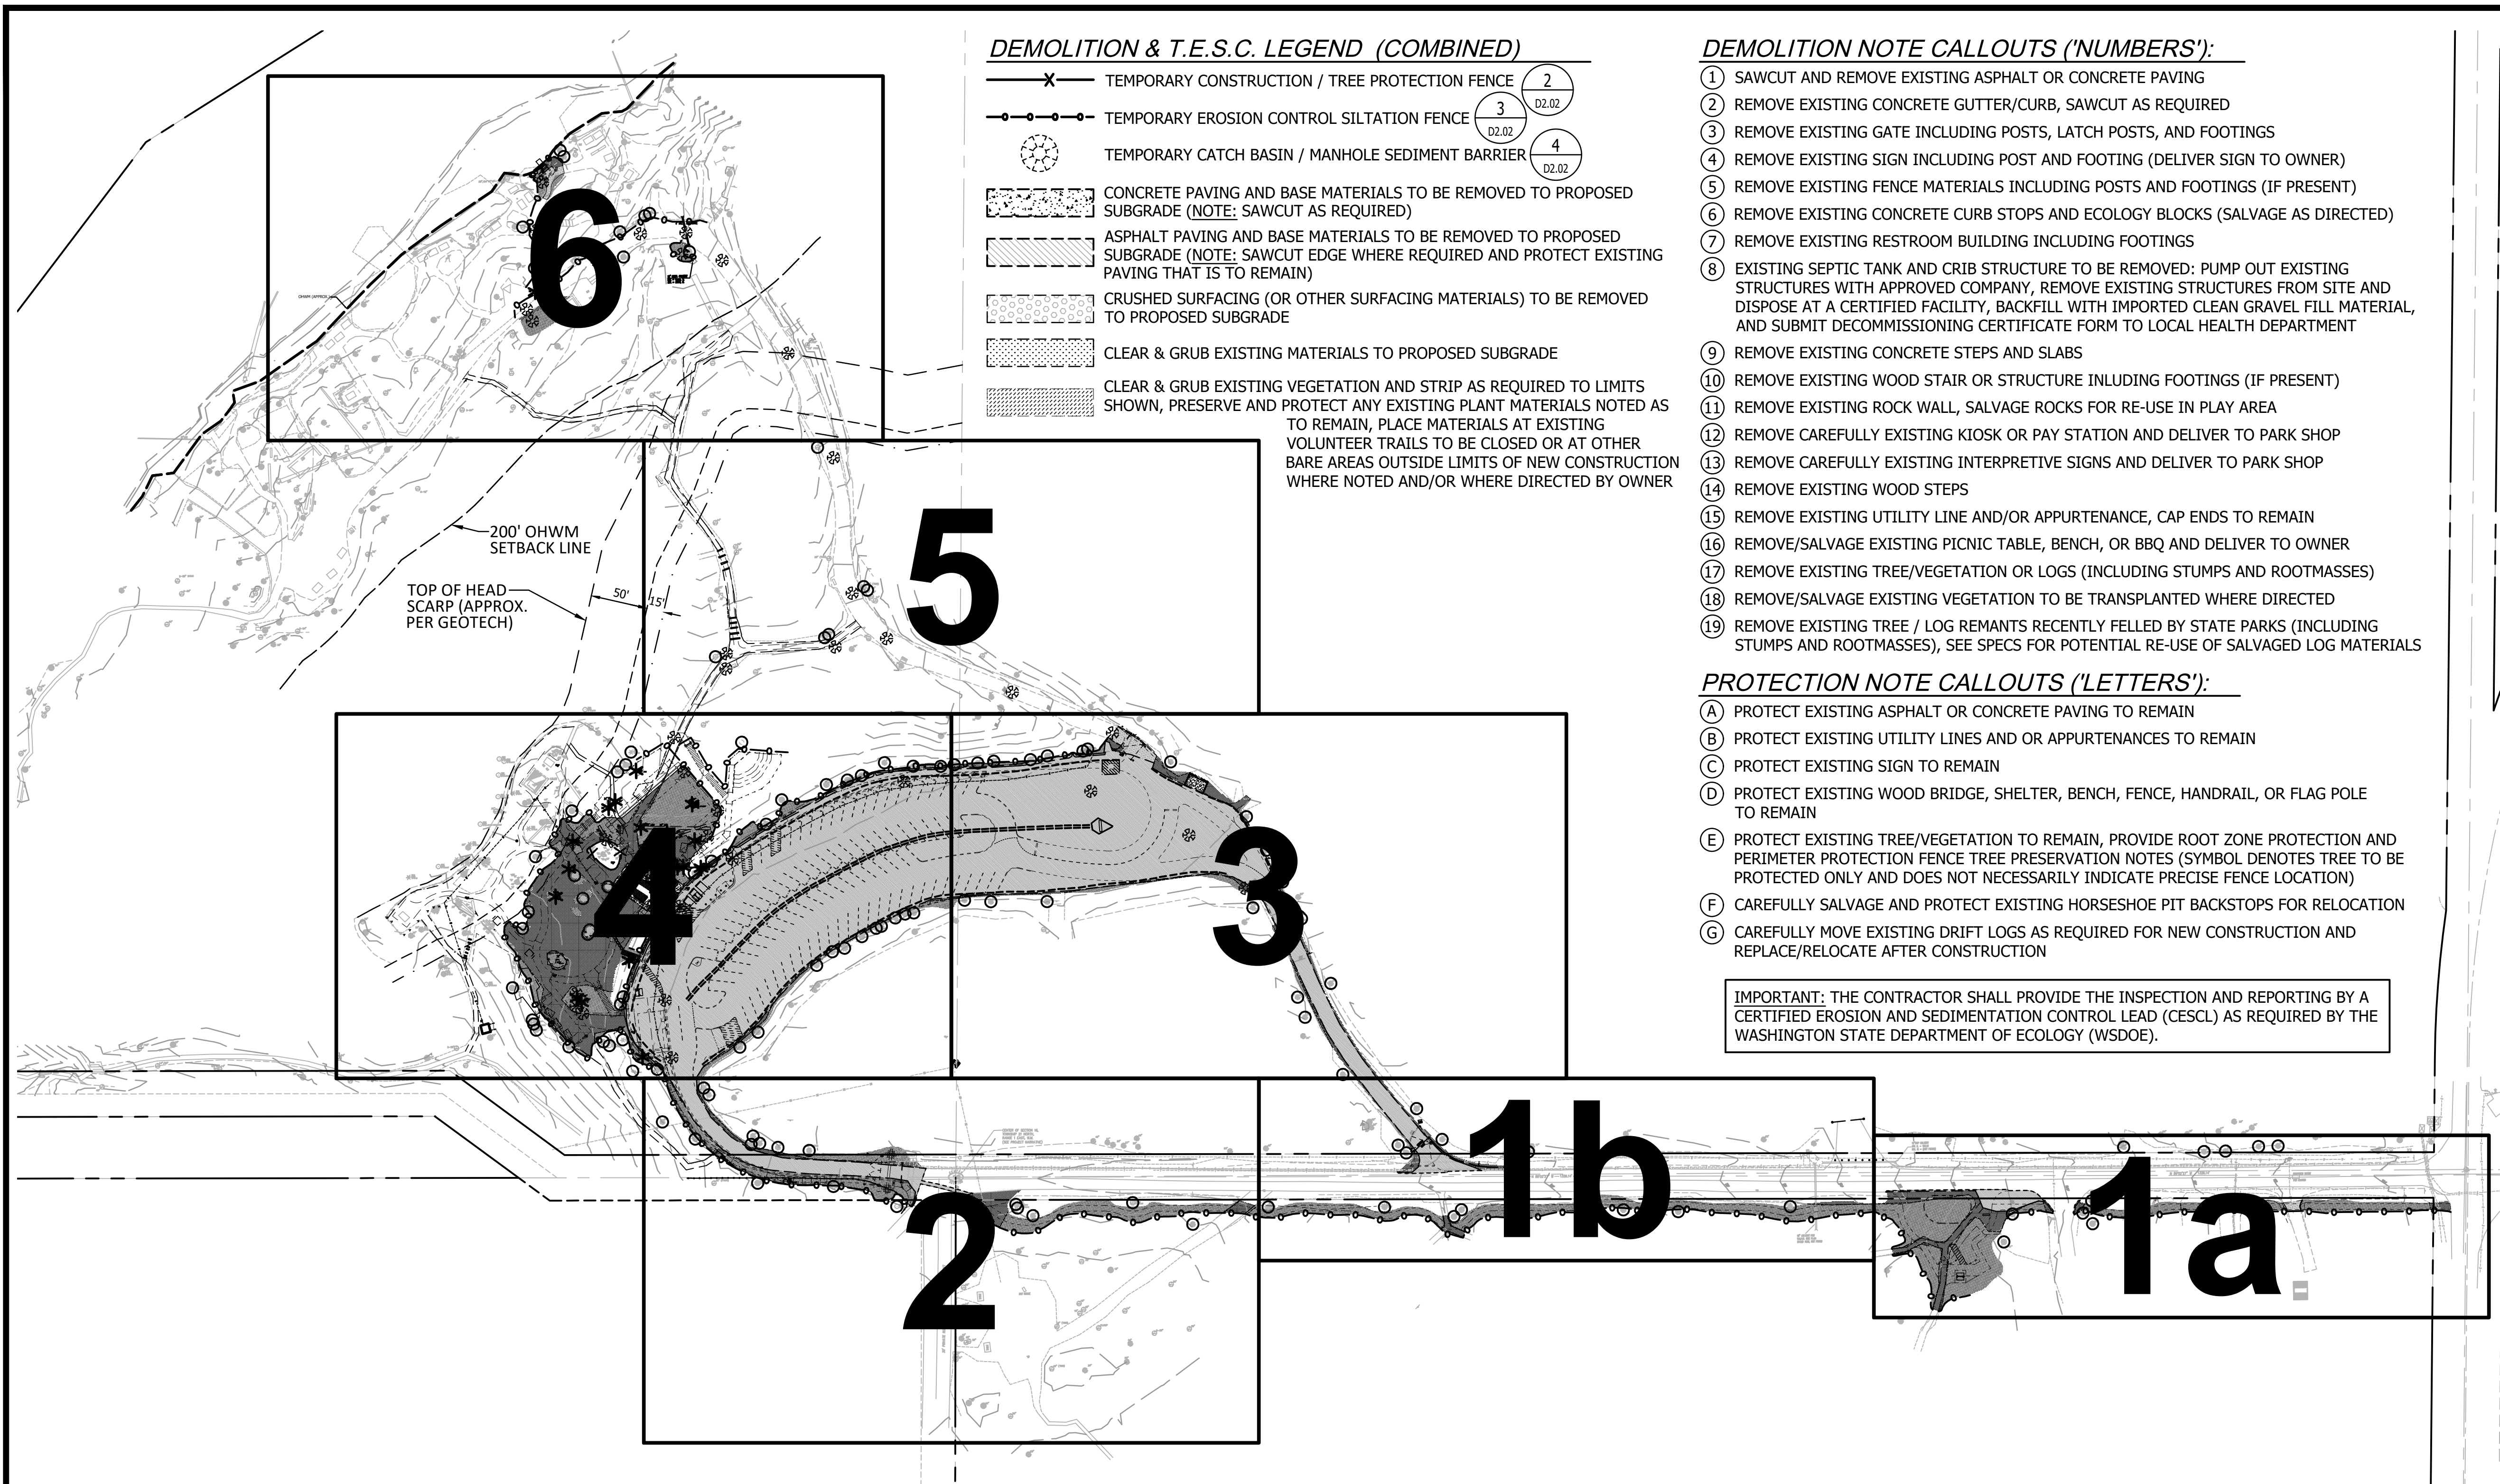 DEMOLITION & T.E.S.C. LEGEND (COMBINED)
TEMPORARY CONSTRUCTION / TREE PROTECTION FENCE
2
D2.02
TEMPORARY EROSION CONTROL SILTATION FENCE
3
D2.02
TEMPORARY CATCH BASIN / MANHOLE SEDIMENT BARRIER
4
D2.02
CONCRETE PAVING AND BASE MATERIALS TO BE REMOVED TO PROPOSED
SUBGRADE (NOTE: SAWCUT AS REQUIRED)
ASPHALT PAVING AND BASE MATERIALS TO BE REMOVED TO PROPOSED
SUBGRADE (NOTE: SAWCUT EDGE WHERE REQUIRED AND PROTECT EXISTING
PAVING THAT IS TO REMAIN)
CRUSHED SURFACING (OR OTHER SURFACING MATERIALS) TO BE REMOVED
TO PROPOSED SUBGRADE
CLEAR & GRUB EXISTING MATERIALS TO PROPOSED SUBGRADE
CLEAR & GRUB EXISTING VEGETATION AND STRIP AS REQUIRED TO LIMITS
SHOWN, PRESERVE AND PROTECT ANY EXISTING PLANT MATERIALS NOTED AS
TO REMAIN, PLACE MATERIALS AT EXISTING
VOLUNTEER TRAILS TO BE CLOSED OR AT OTHER
BARE AREAS OUTSIDE LIMITS OF NEW CONSTRUCTION
WHERE NOTED AND/OR WHERE DIRECTED BY OWNER
DEMOLITION NOTE CALLOUTS ('NUMBERS'):
1 SAWCUT AND REMOVE EXISTING ASPHALT OR CONCRETE PAVING
2 REMOVE EXISTING CONCRETE GUTTER/CURB, SAWCUT AS REQUIRED
3 REMOVE EXISTING GATE INCLUDING POSTS, LATCH POSTS, AND FOOTINGS
4 REMOVE EXISTING SIGN INCLUDING POST AND FOOTING (DELIVER SIGN TO OWNER)
5 REMOVE EXISTING FENCE MATERIALS INCLUDING POSTS AND FOOTINGS (IF PRESENT)
6 REMOVE EXISTING CONCRETE CURB STOPS AND ECOLOGY BLOCKS (SALVAGE AS DIRECTED)
7 REMOVE EXISTING RESTROOM BUILDING INCLUDING FOOTINGS
8 EXISTING SEPTIC TANK AND CRIB STRUCTURE TO BE REMOVED: PUMP OUT EXISTING
STRUCTURES WITH APPROVED COMPANY, REMOVE EXISTING STRUCTURES FROM SITE AND
DISPOSE AT A CERTIFIED FACILITY, BACKFILL WITH IMPORTED CLEAN GRAVEL FILL MATERIAL,
AND SUBMIT DECOMMISSIONING CERTIFICATE FORM TO LOCAL HEALTH DEPARTMENT
9 REMOVE EXISTING CONCRETE STEPS AND SLABS
10 REMOVE EXISTING WOOD STAIR OR STRUCTURE INLUDING FOOTINGS (IF PRESENT)
11 REMOVE EXISTING ROCK WALL, SALVAGE ROCKS FOR RE-USE IN PLAY AREA
12 REMOVE CAREFULLY EXISTING KIOSK OR PAY STATION AND DELIVER TO PARK SHOP
13 REMOVE CAREFULLY EXISTING INTERPRETIVE SIGNS AND DELIVER TO PARK SHOP
14 REMOVE EXISTING WOOD STEPS
15 REMOVE EXISTING UTILITY LINE AND/OR APPURTENANCE, CAP ENDS TO REMAIN
16 REMOVE/SALVAGE EXISTING PICNIC TABLE, BENCH, OR BBQ AND DELIVER TO OWNER
17 REMOVE EXISTING TREE/VEGETATION OR LOGS (INCLUDING STUMPS AND ROOTMASSES)
18 REMOVE/SALVAGE EXISTING VEGETATION TO BE TRANSPLANTED WHERE DIRECTED
19 REMOVE EXISTING TREE / LOG REMANTS RECENTLY FELLED BY STATE PARKS (INCLUDING
STUMPS AND ROOTMASSES), SEE SPECS FOR POTENTIAL RE-USE OF SALVAGED LOG MATERIALS
PROTECTION NOTE CALLOUTS ('LETTERS'):
A PROTECT EXISTING ASPHALT OR CONCRETE PAVING TO REMAIN
B PROTECT EXISTING UTILITY LINES AND OR APPURTENANCES TO REMAIN
C PROTECT EXISTING SIGN TO REMAIN
D PROTECT EXISTING WOOD BRIDGE, SHELTER, BENCH, FENCE, HANDRAIL, OR FLAG POLE
TO REMAIN
E PROTECT EXISTING TREE/VEGETATION TO REMAIN, PROVIDE ROOT ZONE PROTECTION AND
PERIMETER PROTECTION FENCE TREE PRESERVATION NOTES (SYMBOL DENOTES TREE TO BE
PROTECTED ONLY AND DOES NOT NECESSARILY INDICATE PRECISE FENCE LOCATION)
F CAREFULLY SALVAGE AND PROTECT EXISTING HORSESHOE PIT BACKSTOPS FOR RELOCATION
G CAREFULLY MOVE EXISTING DRIFT LOGS AS REQUIRED FOR NEW CONSTRUCTION AND
REPLACE/RELOCATE AFTER CONSTRUCTION
IMPORTANT: THE CONTRACTOR SHALL PROVIDE THE INSPECTION AND REPORTING BY A
CERTIFIED EROSION AND SEDIMENTATION CONTROL LEAD (CESCL) AS REQUIRED BY THE
WASHINGTON STATE DEPARTMENT OF ECOLOGY (WSDOE).
6
200' OHWM
SETBACK LINE
TOP OF HEAD
SCARP (APPROX.
PER GEOTECH)
50'
15'
5
4
3
2
1b
1a